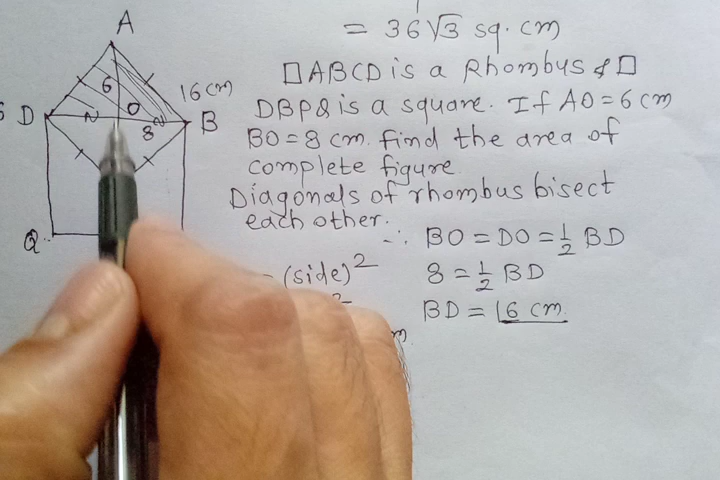 = 36√3 sq. cm
□ABCD is a Rhombus & □
DBPQ is a square. If AO = 6 cm
BO = 8 cm. find the area of
complete figure
Diagonals of rhombus bisect
each other.
∴ BO = DO = 1/2 BD
8 = 1/2 BD
BD = 16 cm.
= (side)²
A
6
16 cm
D
O
B
8
Q